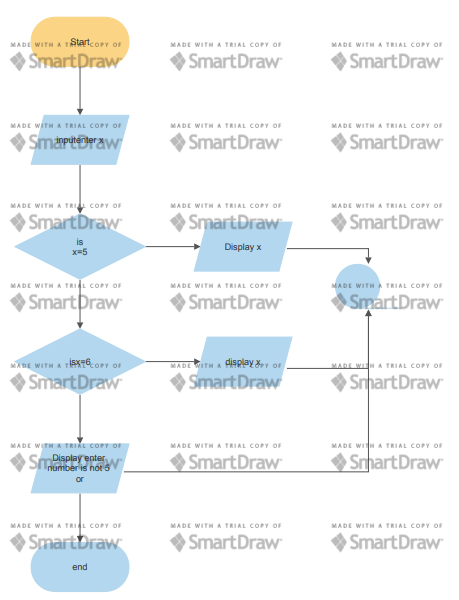 Start
MADE WITH A TRIAL COPY OF MADE WITH A TRIAL COPY OF MADE WITH A TRIAL COPY OF
SmartDraw SmartDraw SmartDraw
MADE WITH A TRIAL COPY OF MADE WITH A TRIAL COPY OF MADE WITH A TRIAL COPY OF
inputenter x
SmartDraw SmartDraw SmartDraw
MADE WITH A TRIAL COPY OF MADE WITH A TRIAL COPY OF MADE WITH A TRIAL COPY OF
SmartDraw SmartDraw SmartDraw
is
x=5
Display x
MADE WITH A TRIAL COPY OF MADE WITH A TRIAL COPY OF MADE WITH A TRIAL COPY OF
SmartDraw SmartDraw SmartDraw
isx=6
display x
MADE WITH A TRIAL COPY OF MADE WITH A TRIAL COPY OF MADE WITH A TRIAL COPY OF
SmartDraw SmartDraw SmartDraw
MADE WITH A TRIAL COPY OF MADE WITH A TRIAL COPY OF MADE WITH A TRIAL COPY OF
Display enter
number is not 5
or
SmartDraw SmartDraw SmartDraw
MADE WITH A TRIAL COPY OF MADE WITH A TRIAL COPY OF MADE WITH A TRIAL COPY OF
SmartDraw SmartDraw SmartDraw
end